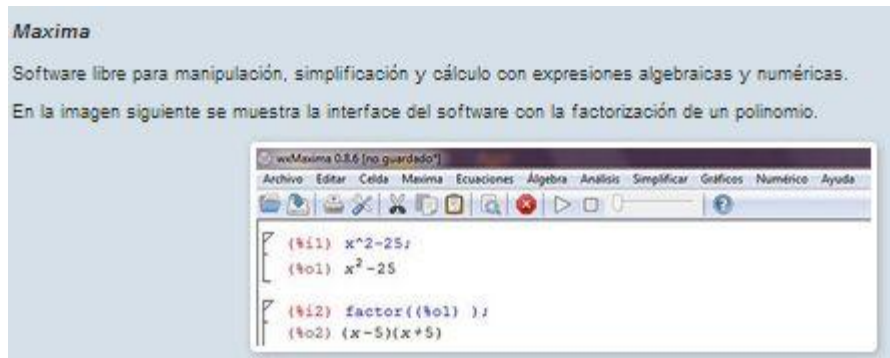 Maxima
Software libre para manipulación, simplificación y cálculo con expresiones algebraicas y numéricas.
En la imagen siguiente se muestra la interface del software con la factorización de un polinomio.
wxMaxima 0.8.6 [no guardado*]
Archivo Editar Celda Maxima Ecuaciones Álgebra Análisis Simplificar Gráficos Numérico Ayuda
(%i1) x^2-25;
(%o1) x²-25
(%i2) factor((%o1) );
(%o2) (x-5)(x+5)